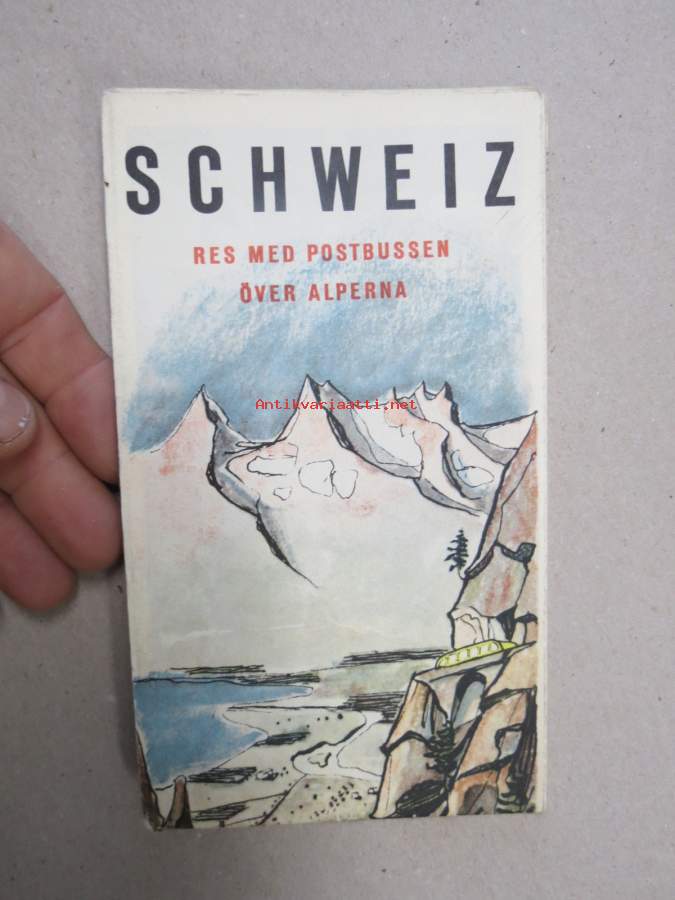 SCHWEIZ
RES MED POSTBUSSEN
ÖVER ALPERNA
Antikvariaatti.net